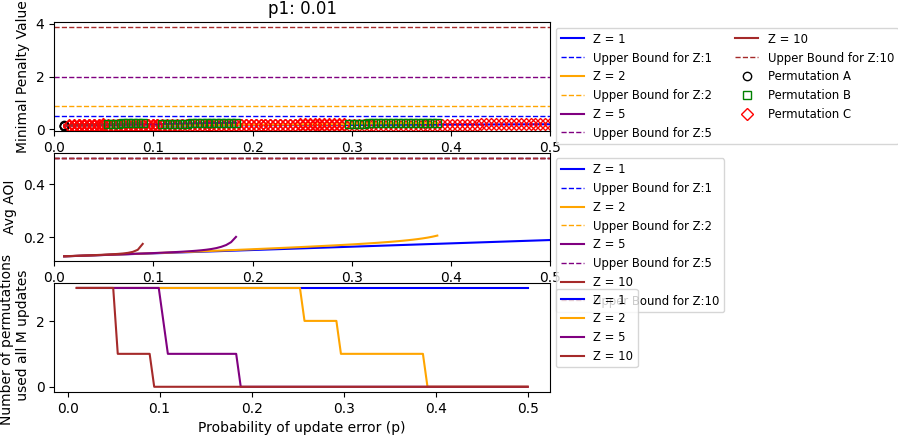 p1: 0.01
Minimal Penalty Value
4
2
0
0.0 0.1 0.2 0.3 0.4 0.5
Z = 1
Upper Bound for Z:1
Z = 2
Upper Bound for Z:2
Z = 5
Upper Bound for Z:5
Z = 10
Upper Bound for Z:10
Permutation A
Permutation B
Permutation C
Avg AOI
0.4
0.2
0.0 0.1 0.2 0.3 0.4 0.5
Z = 1
Upper Bound for Z:1
Z = 2
Upper Bound for Z:2
Z = 5
Upper Bound for Z:5
Z = 10
Upper Bound for Z:10
Number of permutations
used all M updates
2
0
0.0 0.1 0.2 0.3 0.4 0.5
Probability of update error (p)
Z = 1
Z = 2
Z = 5
Z = 10